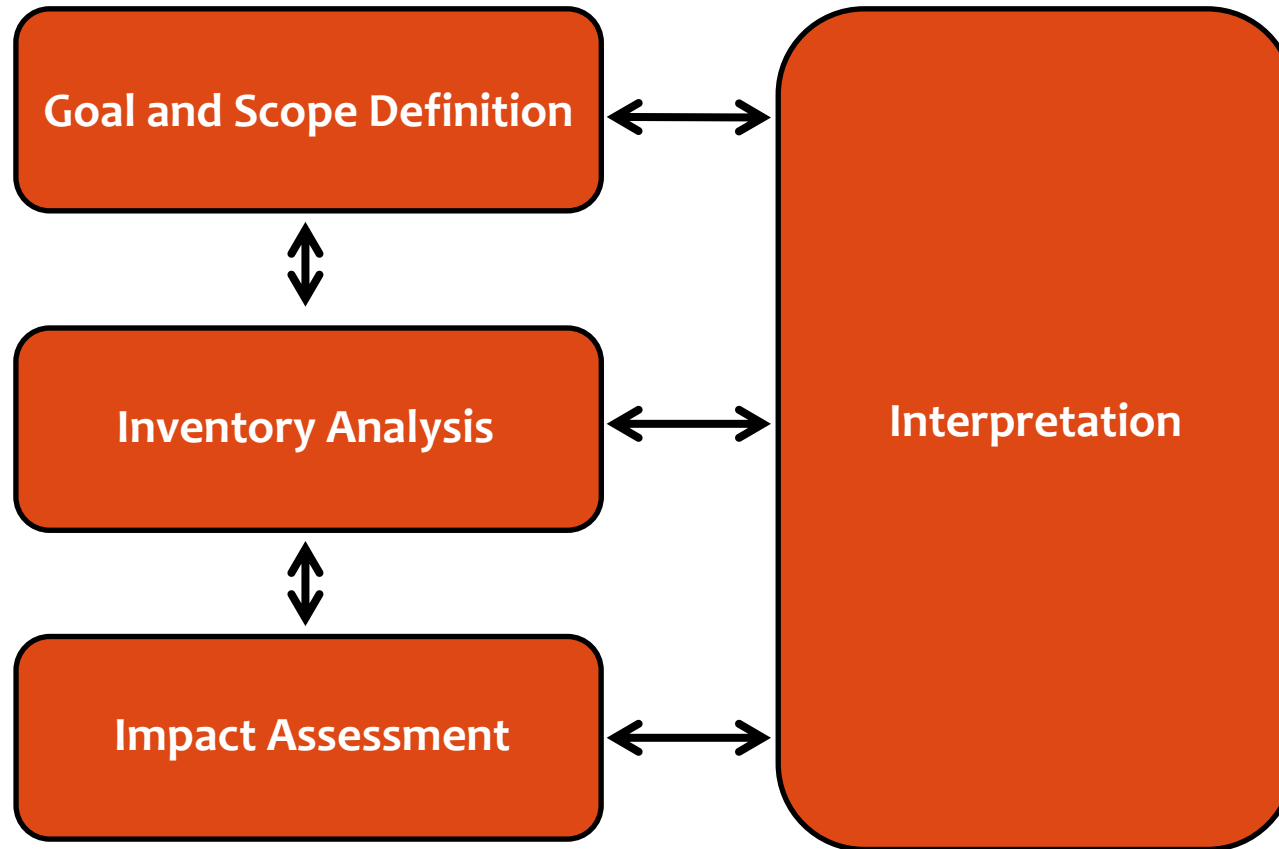 Goal and Scope Definition
Inventory Analysis
Interpretation
Impact Assessment